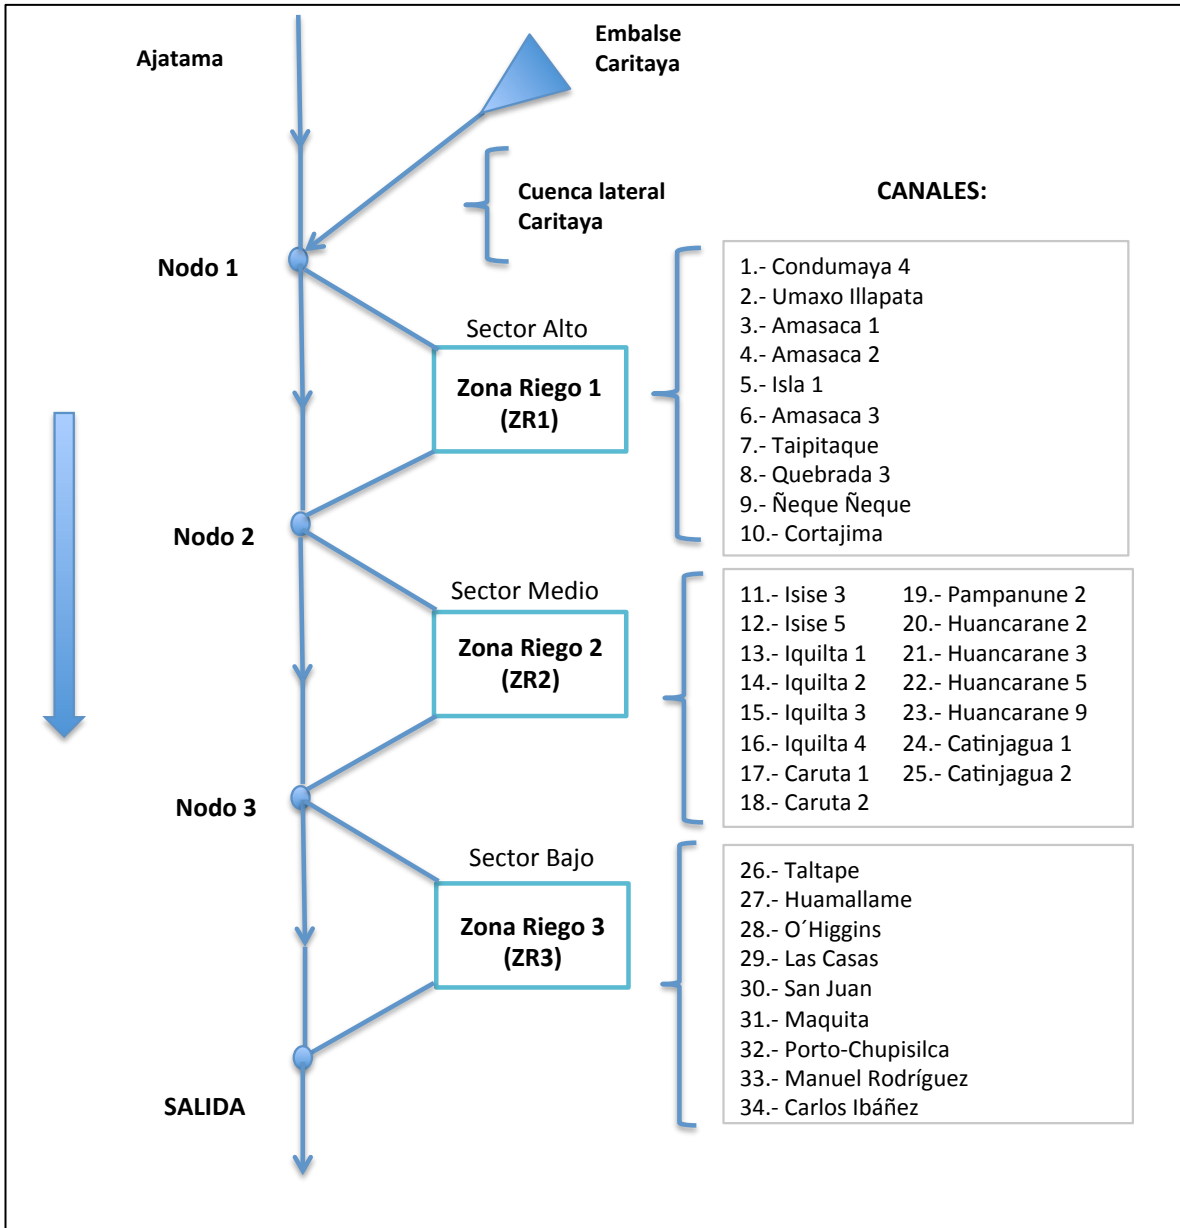 Ajatama
Embalse
Caritaya
Cuenca lateral
Caritaya
CANALES:
Nodo 1
1.- Condumaya 4
2.- Umaxo Illapata
3.- Amasaca 1
4.- Amasaca 2
5.- Isla 1
6.- Amasaca 3
7.- Taipitaque
8.- Quebrada 3
9.- Ñeque Ñeque
10.- Cortajima
Sector Alto
Zona Riego 1
(ZR1)
Nodo 2
Sector Medio
Zona Riego 2
(ZR2)
11.- Isise 3
12.- Isise 5
13.- Iquilta 1
14.- Iquilta 2
15.- Iquilta 3
16.- Iquilta 4
17.- Caruta 1
18.- Caruta 2
19.- Pampanune 2
20.- Huancarane 2
21.- Huancarane 3
22.- Huancarane 5
23.- Huancarane 9
24.- Catinjagua 1
25.- Catinjagua 2
Nodo 3
Sector Bajo
Zona Riego 3
(ZR3)
26.- Taltape
27.- Huamallame
28.- O´Higgins
29.- Las Casas
30.- San Juan
31.- Maquita
32.- Porto-Chupisilca
33.- Manuel Rodríguez
34.- Carlos Ibáñez
SALIDA